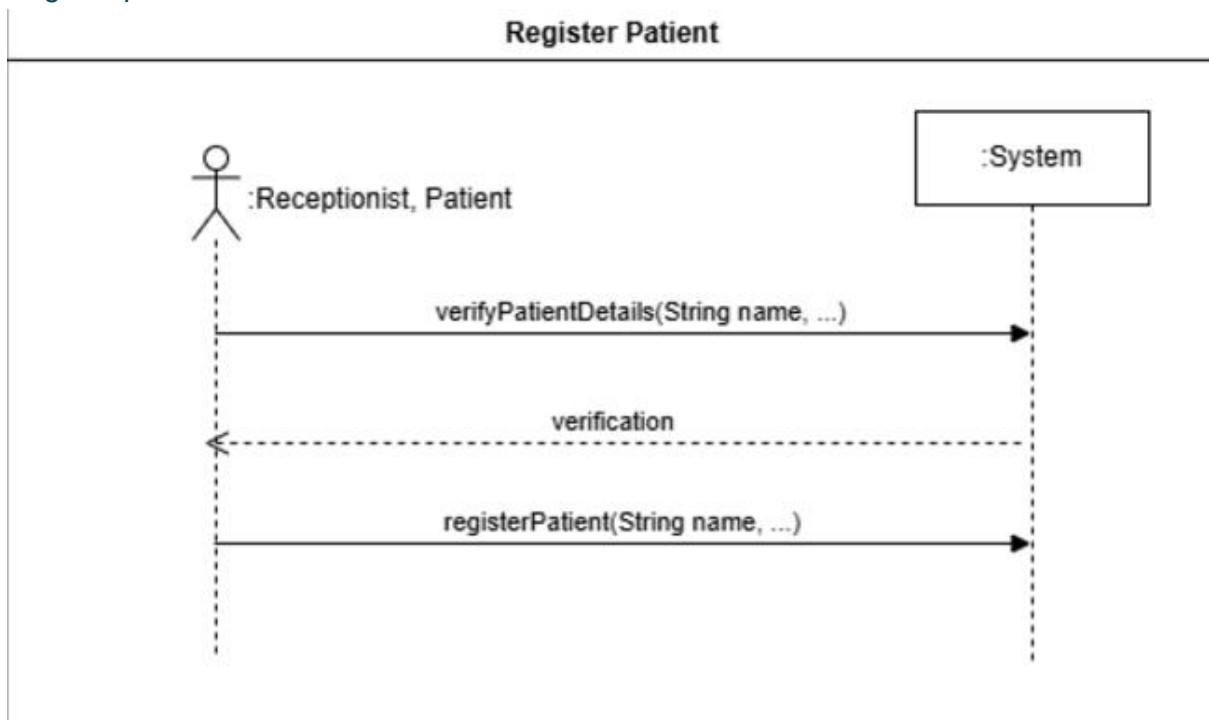 Register Patient
:Receptionist, Patient
:System
verifyPatientDetails(String name, ...)
verification
registerPatient(String name, ...)